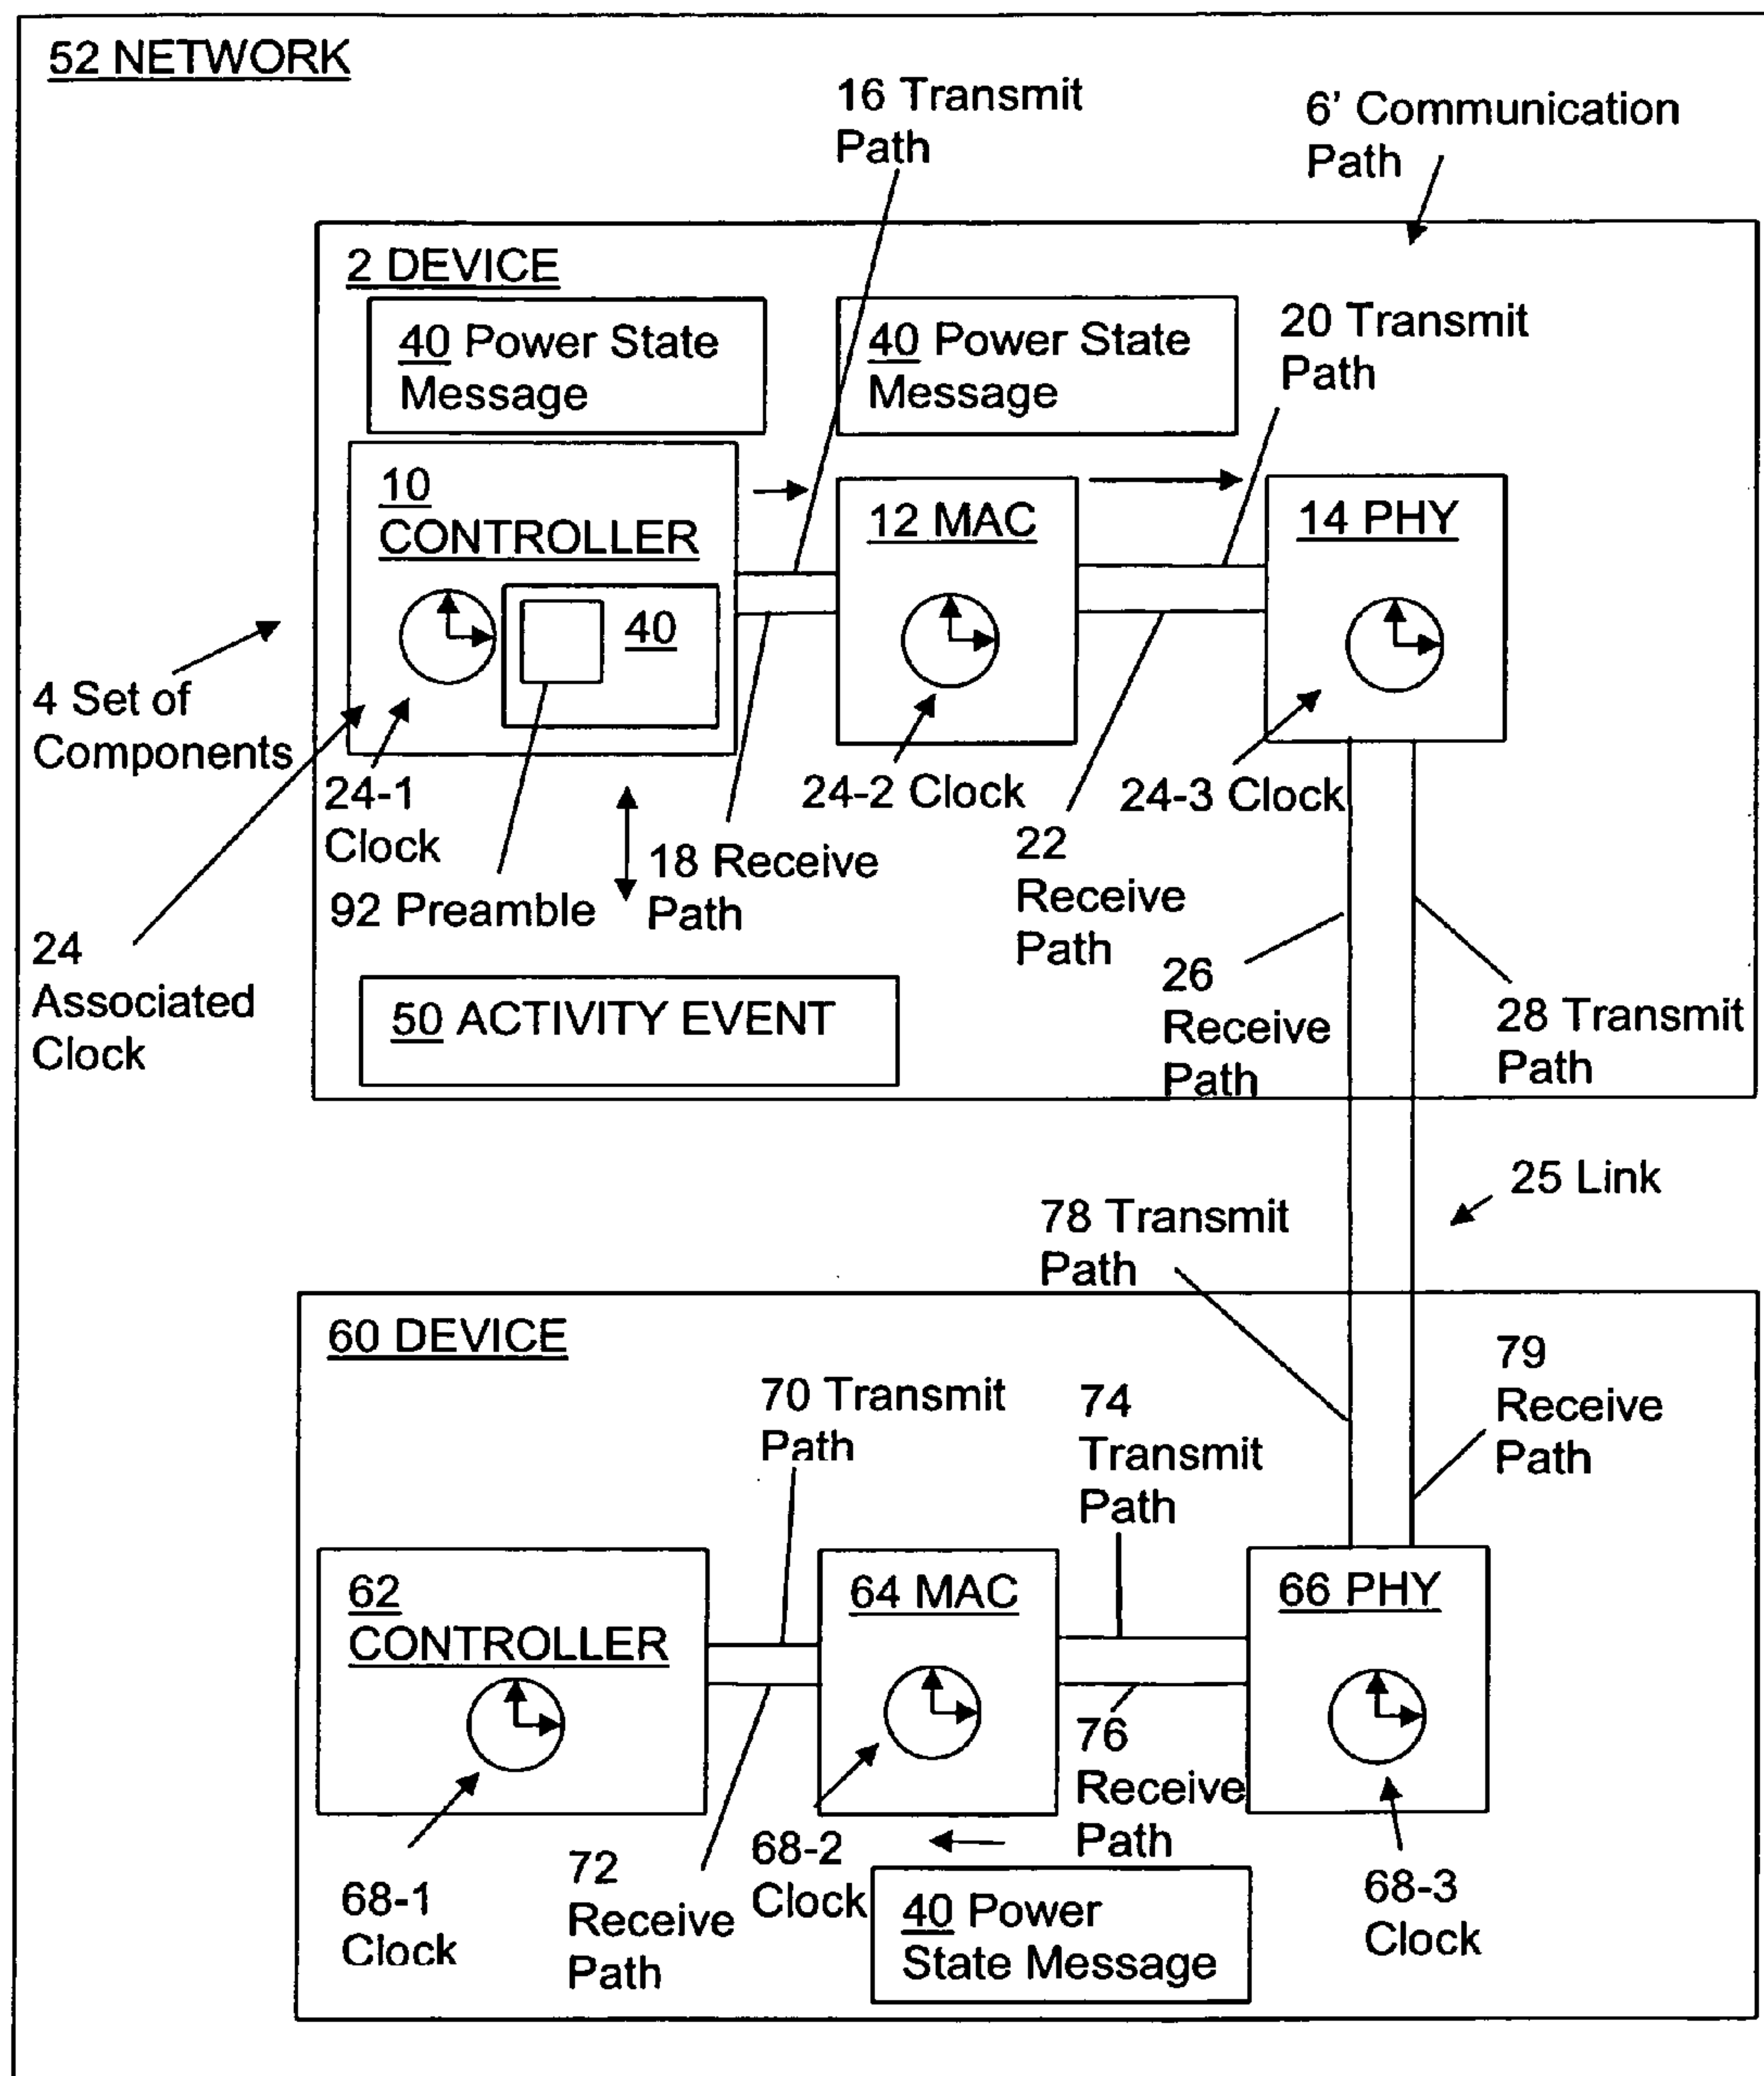 52 NETWORK
16 Transmit
Path
6' Communication
Path
2 DEVICE
40 Power State
Message
40 Power State
Message
20 Transmit
Path
10
CONTROLLER
12 MAC
14 PHY
40
4 Set of
Components
24-1
Clock
24-2 Clock
24-3 Clock
18 Receive
Path
22
Receive
Path
92 Preamble
24
Associated
Clock
26
Receive
Path
28 Transmit
Path
50 ACTIVITY EVENT
25 Link
78 Transmit
Path
60 DEVICE
70 Transmit
Path
74
Transmit
Path
79
Receive
Path
62
CONTROLLER
64 MAC
66 PHY
76
Receive
Path
68-1
Clock
72
Receive
Path
68-2
Clock
40 Power
State Message
68-3
Clock